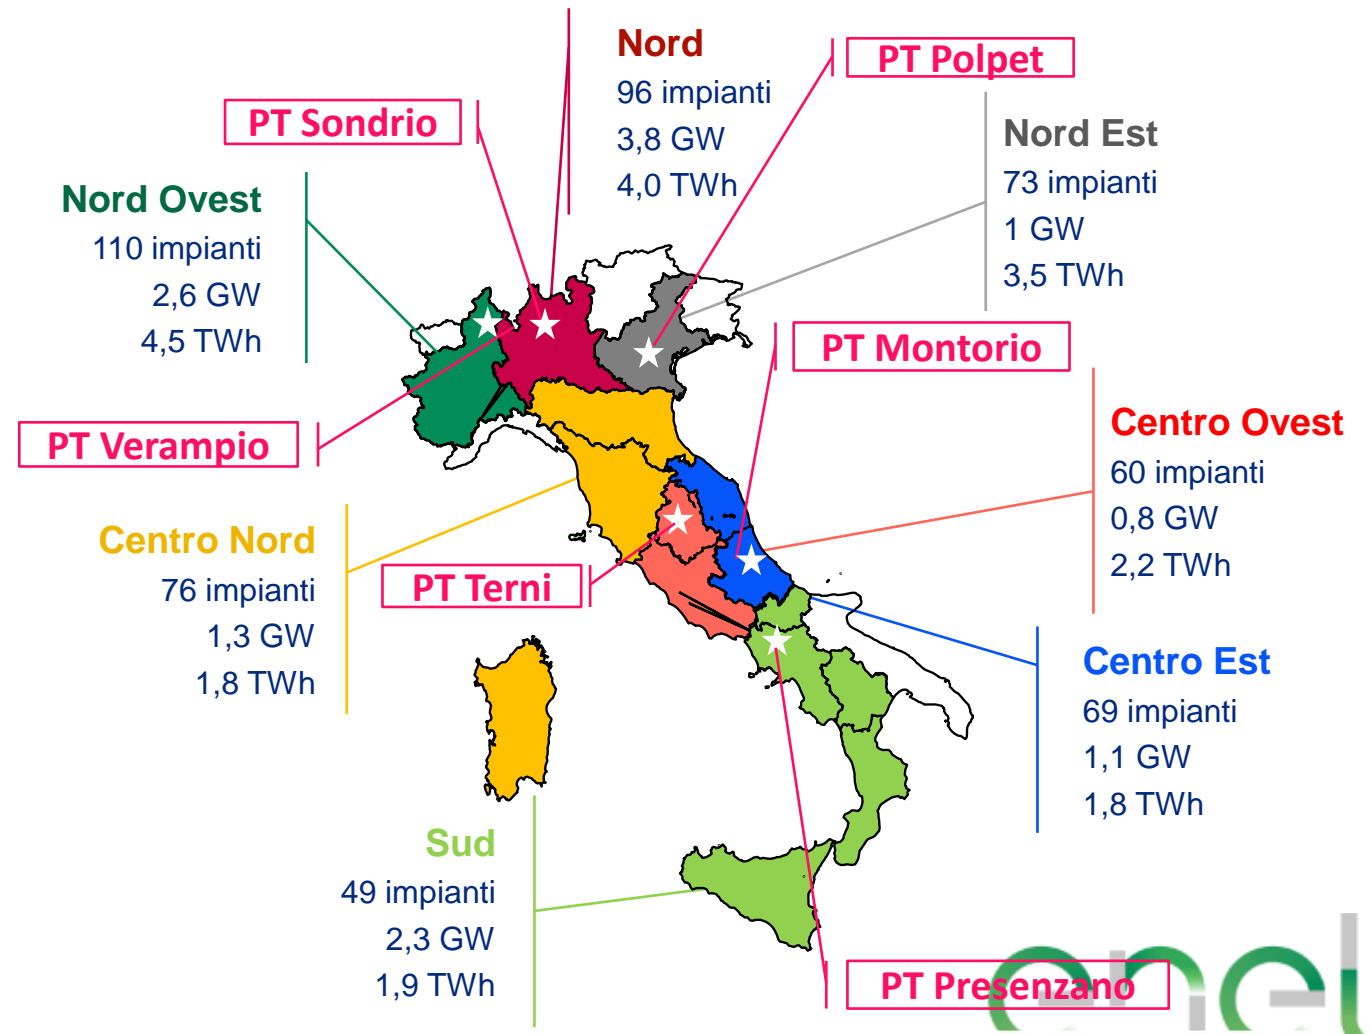 Nord
96 impianti
3,8 GW
4,0 TWh
PT Polpet
PT Sondrio
Nord Est
73 impianti
1 GW
3,5 TWh
Nord Ovest
110 impianti
2,6 GW
4,5 TWh
PT Montorio
PT Verampio
Centro Ovest
60 impianti
0,8 GW
2,2 TWh
Centro Nord
76 impianti
1,3 GW
1,8 TWh
PT Terni
Centro Est
69 impianti
1,1 GW
1,8 TWh
Sud
49 impianti
2,3 GW
1,9 TWh
PT Presenzano
enel